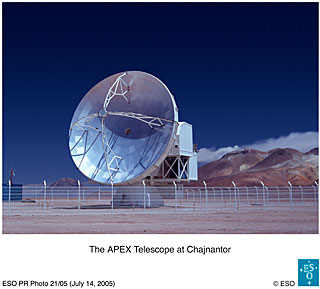 The APEX Telescope at Chajnantor
ESO PR Photo 21/05 (July 14, 2005)
© ESO
ESO